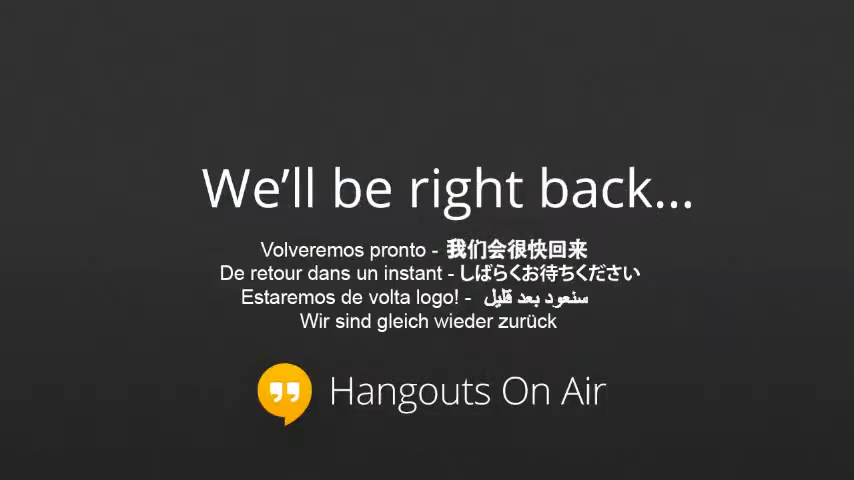 We'll be right back...
Volveremos pronto - 我们会很快回来
De retour dans un instant - しばらくお待ちください
Estaremos de volta logo! - سنعود بعد قليل
Wir sind gleich wieder zurück
Hangouts On Air